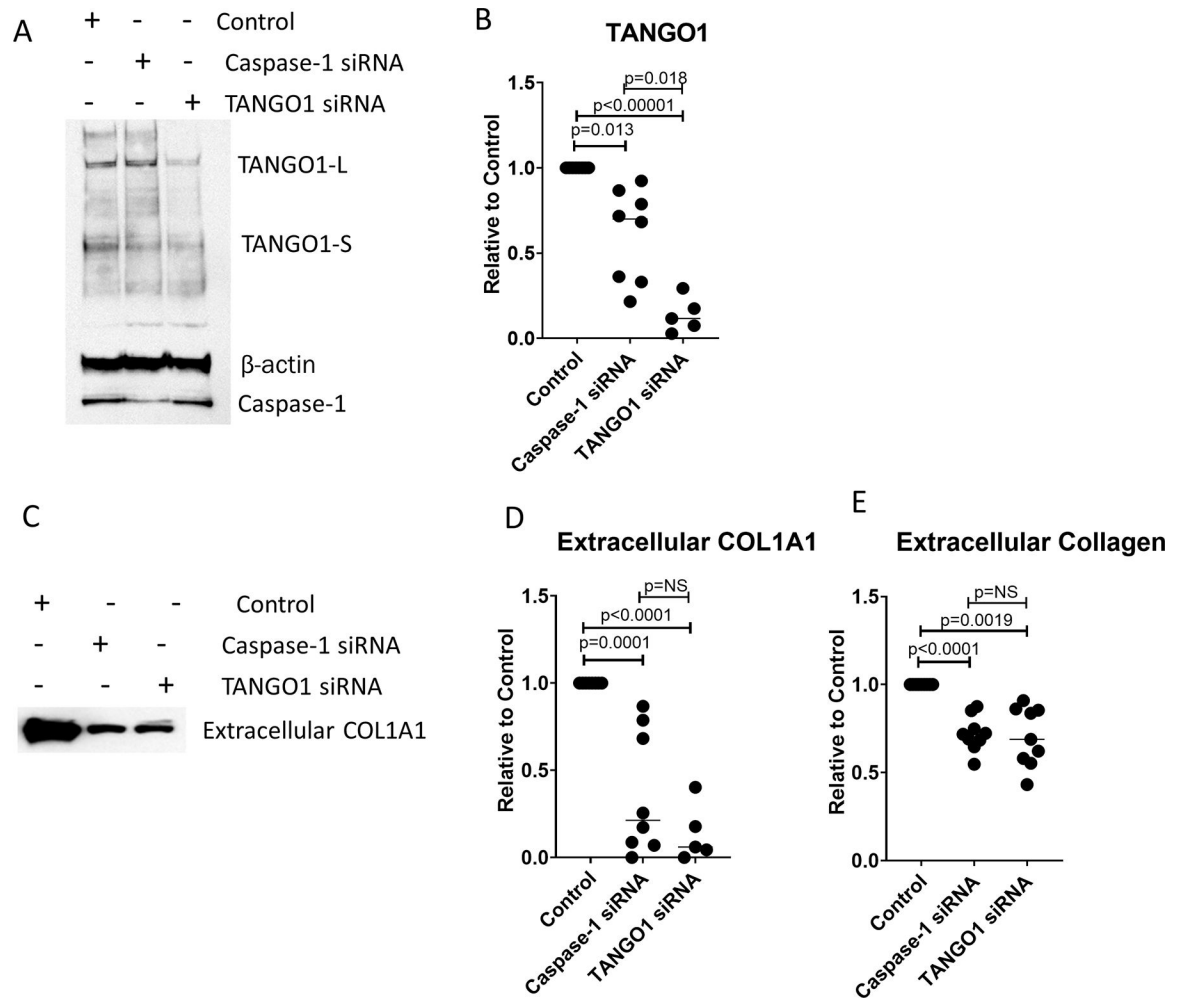 A
+ - - Control
- + - Caspase-1 siRNA
- - + TANGO1 siRNA
TANGO1-L
TANGO1-S
β-actin
Caspase-1
B
TANGO1
p=0.018
p<0.00001
p=0.013
1.5
1.0
0.5
0.0
Relative to Control
Control
Caspase-1 siRNA
TANGO1 siRNA
C
+ - - Control
- + - Caspase-1 siRNA
- - + TANGO1 siRNA
Extracellular COL1A1
D
Extracellular COL1A1
p=NS
p<0.0001
p=0.0001
1.5
1.0
0.5
0.0
Relative to Control
Control
Caspase-1 siRNA
TANGO1 siRNA
E
Extracellular Collagen
p=NS
p=0.0019
p<0.0001
1.5
1.0
0.5
0.0
Relative to Control
Control
Caspase-1 siRNA
TANGO1 siRNA